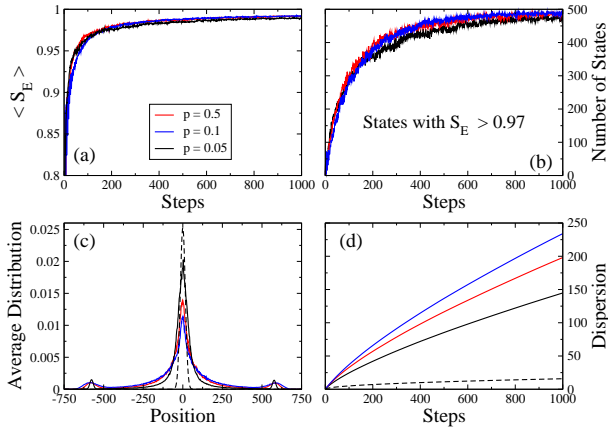 1
0.95
0.9
0.85
0.8
< S_E >
p = 0.5
p = 0.1
p = 0.05
(a)
0 200 400 600 800 1000
Steps
500
400
300
200
100
0
Number of States
States with S_E > 0.97
(b)
0 200 400 600 800 1000
Steps
0.025
0.02
0.015
0.01
0.005
0
Average Distribution
(c)
-750 -500 -250 0 250 500 750
Position
250
200
150
100
50
0
Dispersion
(d)
0 200 400 600 800 1000
Steps